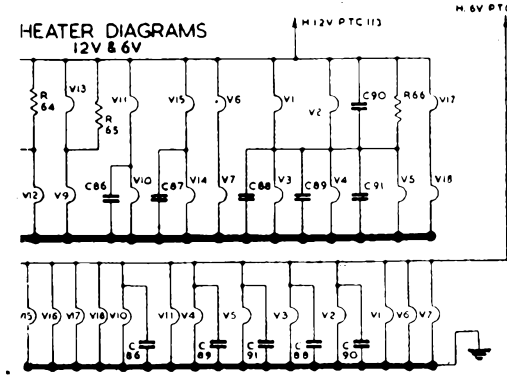 H. 6V PTC
H 12V PTC 113
HEATER DIAGRAMS
12V & 6V
R 64
V13
R 65
V11
V15
V6
V1
V2
C90
R66
V17
V12
V9
C86
V10
C87
V14
V7
C88
V3
C89
V4
C91
V5
V18
V15
V16
V17
V18
V10
C 86
V11
V4
C 89
V5
C 91
V3
C 88
V2
C 90
V1
V6
V7